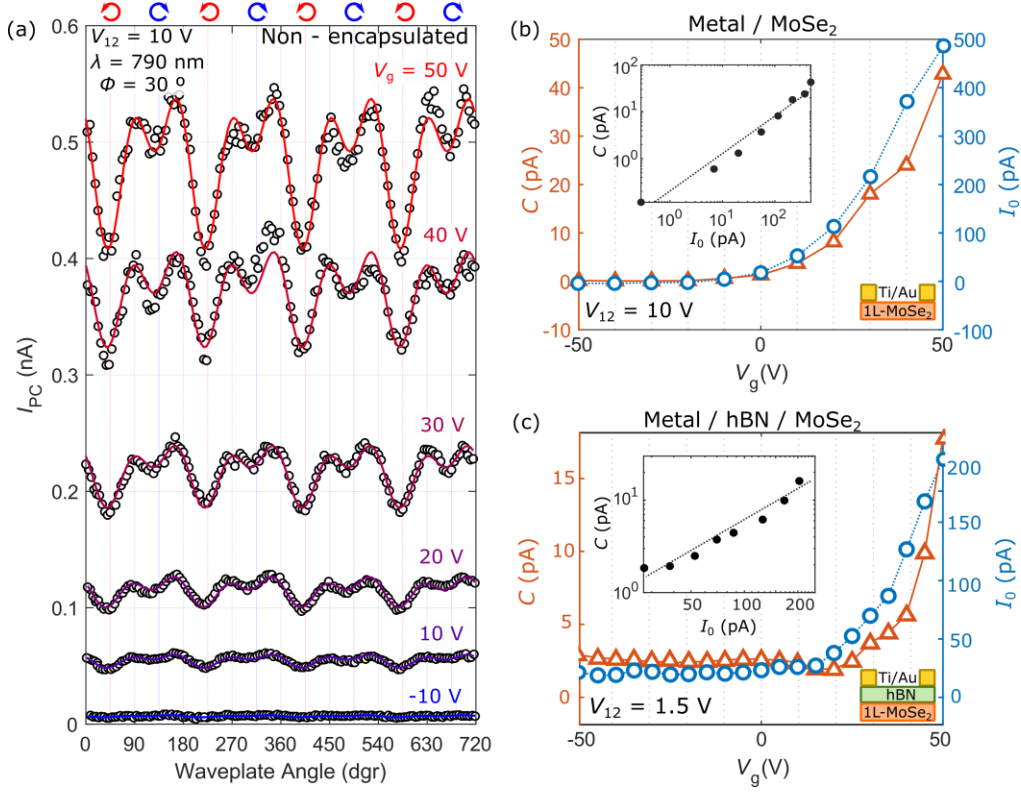 (a)
V12 = 10 V
λ = 790 nm
Φ = 30 º
Non - encapsulated
Vg = 50 V
40 V
30 V
20 V
10 V
-10 V
0.6
0.5
0.4
0.3
0.2
0.1
0
IPC (nA)
0 90 180 270 360 450 540 630 720
Waveplate Angle (dgr)
(b)
Metal / MoSe2
50
40
30
20
10
0
-10
C (pA)
500
400
300
200
100
0
-100
I0 (pA)
10²
10¹
10⁰
C (pA)
10⁰ 10¹ 10²
I0 (pA)
V12 = 10 V
Ti/Au
1L-MoSe2
-50 0 50
Vg(V)
(c)
Metal / hBN / MoSe2
15
10
5
0
C (pA)
200
150
100
50
0
I0 (pA)
10¹
10⁰
C (pA)
50 100 200
I0 (pA)
V12 = 1.5 V
Ti/Au
hBN
1L-MoSe2
-50 0 50
Vg(V)